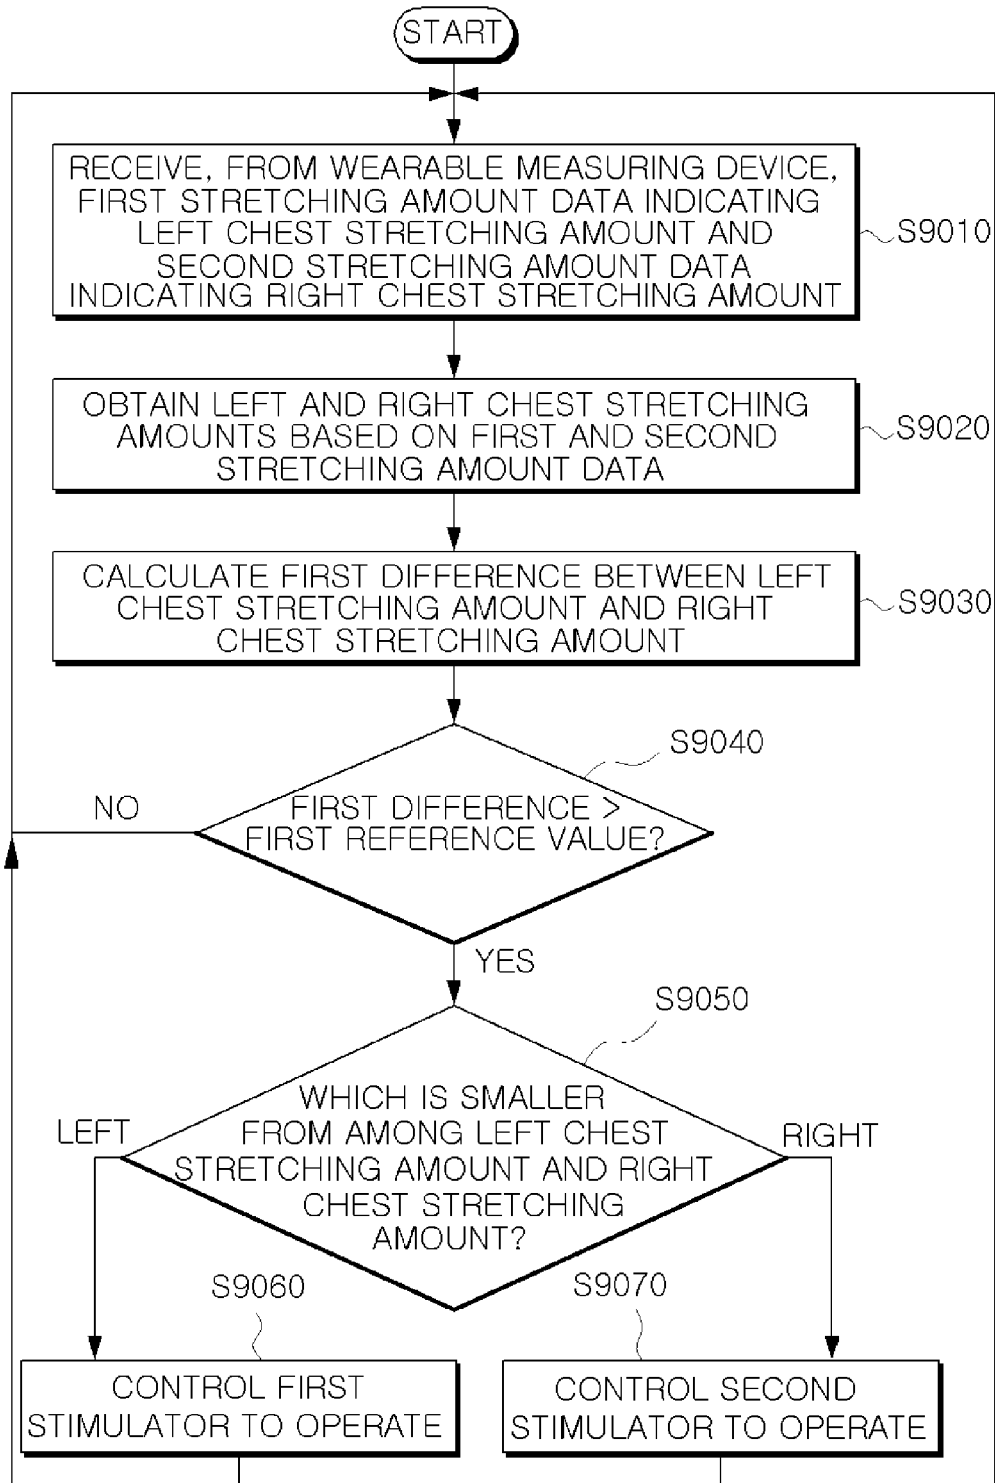 START
RECEIVE, FROM WEARABLE MEASURING DEVICE,
FIRST STRETCHING AMOUNT DATA INDICATING
LEFT CHEST STRETCHING AMOUNT AND
SECOND STRETCHING AMOUNT DATA
INDICATING RIGHT CHEST STRETCHING AMOUNT
S9010
OBTAIN LEFT AND RIGHT CHEST STRETCHING
AMOUNTS BASED ON FIRST AND SECOND
STRETCHING AMOUNT DATA
S9020
CALCULATE FIRST DIFFERENCE BETWEEN LEFT
CHEST STRETCHING AMOUNT AND RIGHT
CHEST STRETCHING AMOUNT
S9030
S9040
FIRST DIFFERENCE >
FIRST REFERENCE VALUE?
NO
YES
S9050
WHICH IS SMALLER
FROM AMONG LEFT CHEST
STRETCHING AMOUNT AND RIGHT
CHEST STRETCHING
AMOUNT?
LEFT
RIGHT
S9060
CONTROL FIRST
STIMULATOR TO OPERATE
S9070
CONTROL SECOND
STIMULATOR TO OPERATE